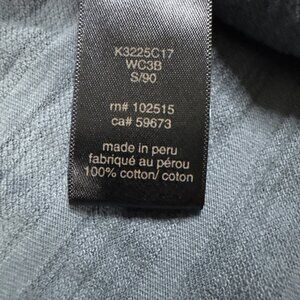 K3225C17
WC3B
S/90
rn# 102515
ca# 59673
made in peru
fabriqué au pérou
100% cotton/ coton